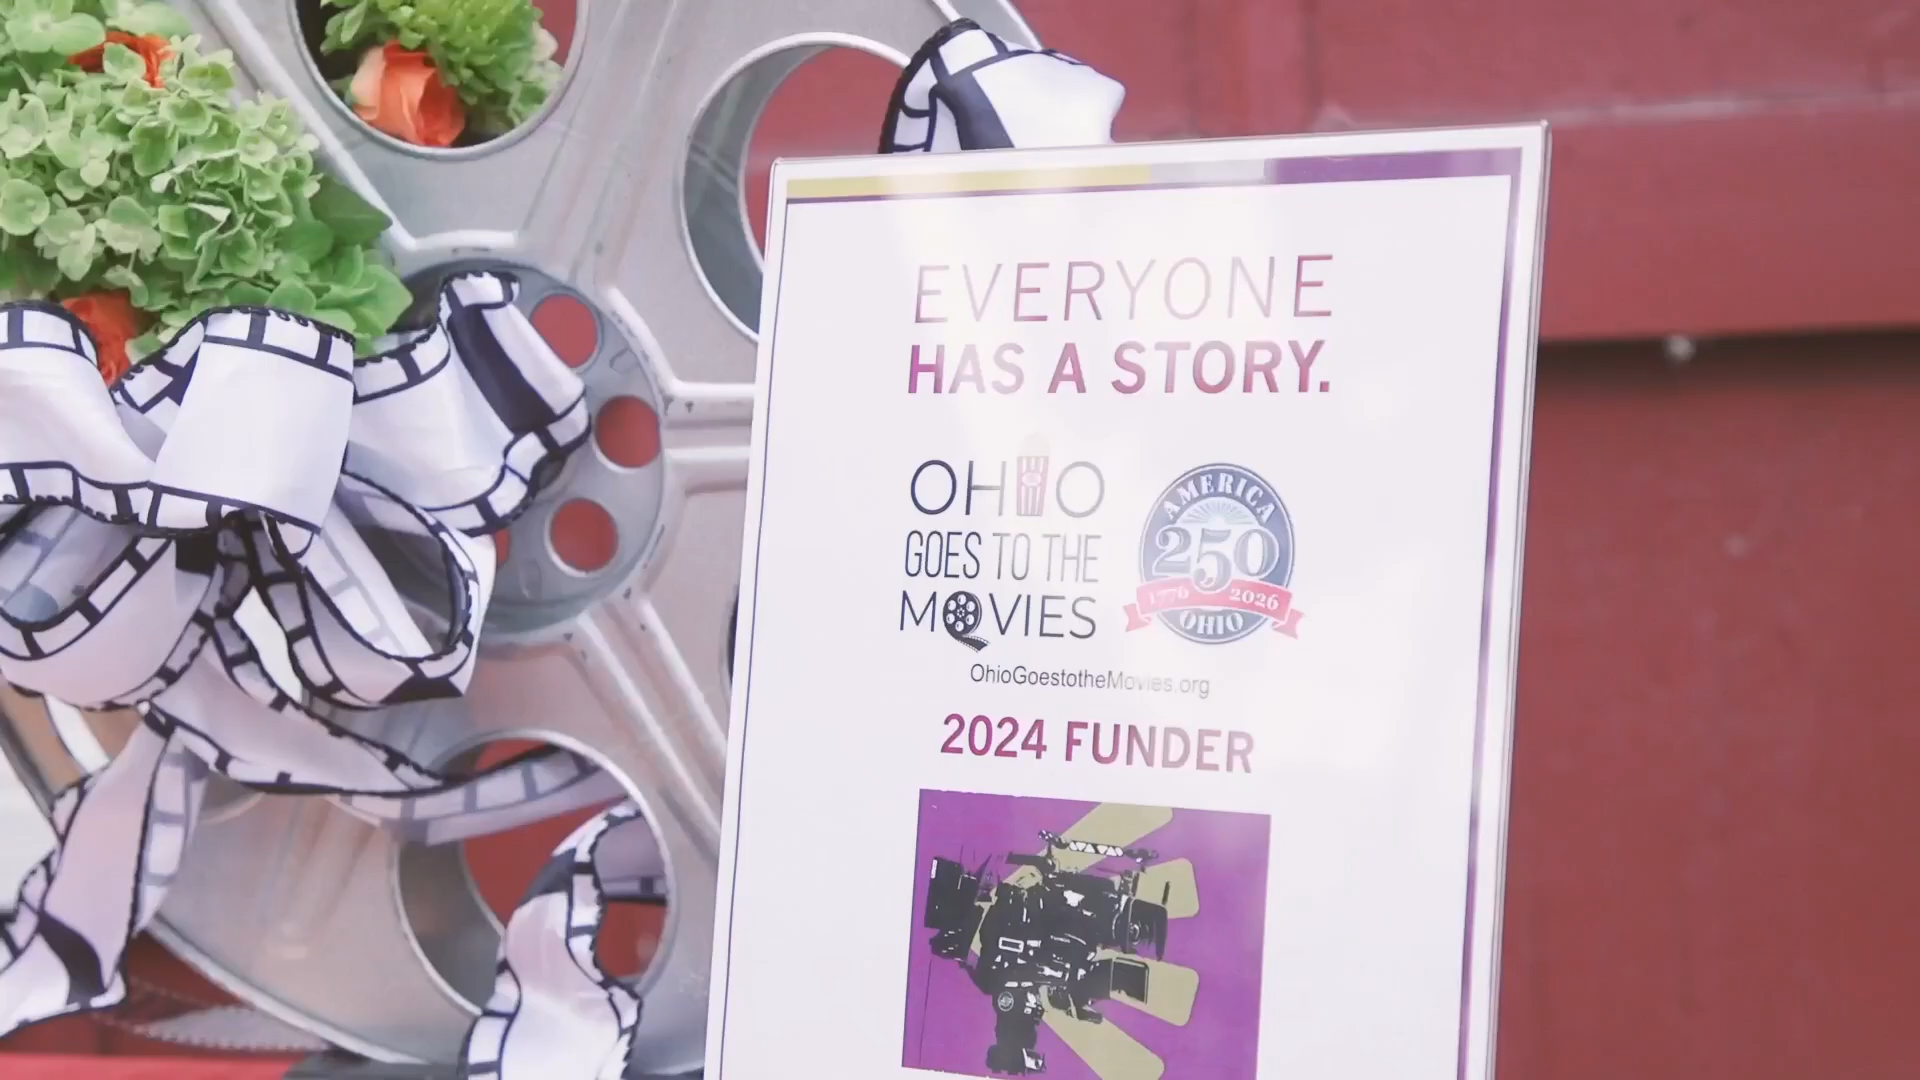 EVERYONE
HAS A STORY.
OHIO
GOES TO THE
MOVIES
AMERICA
250
1776 2026
OHIO
OhioGoestotheMovies.org
2024 FUNDER